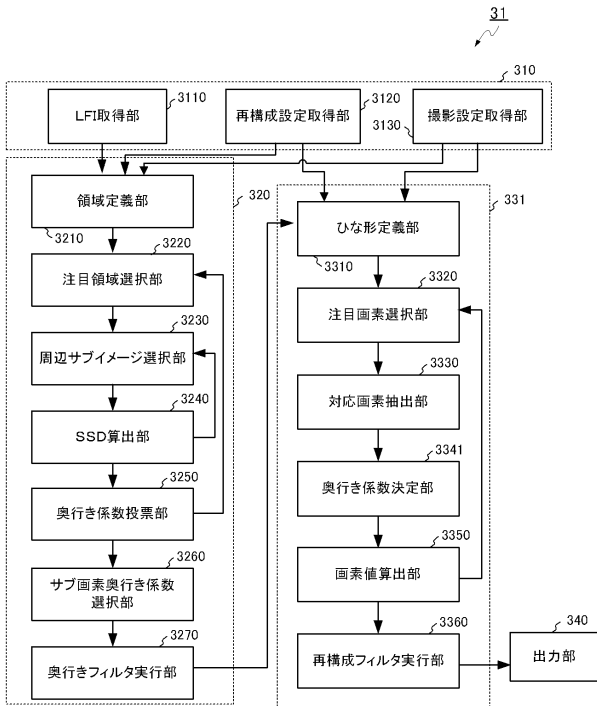 31
310
LFI取得部
3110
再構成設定取得部
3120
3130
撮影設定取得部
領域定義部
3210
320
331
ひな形定義部
3310
3220
注目領域選択部
3320
注目画素選択部
3230
周辺サブイメージ選択部
3330
対応画素抽出部
3240
SSD算出部
3341
奥行き係数決定部
3250
奥行き係数投票部
3350
画素値算出部
3260
サブ画素奥行き係数
選択部
3360
再構成フィルタ実行部
340
出力部
3270
奥行きフィルタ実行部